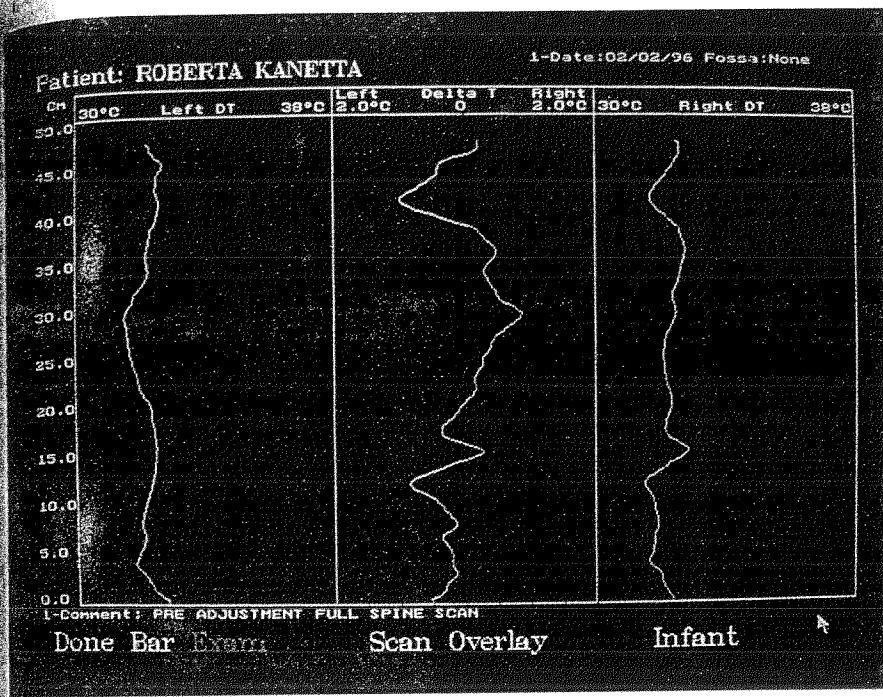 Patient: ROBERTA KANETTA
1-Date:02/02/96 Fossa:None
CM
30°C Left DT 38°C
Left Delta T Right
2.0°C 0 2.0°C
30°C Right DT 38°C
50.0
45.0
40.0
35.0
30.0
25.0
20.0
15.0
10.0
5.0
0.0
1-Comment: PRE ADJUSTMENT FULL SPINE SCAN
Done Bar Exam Scan Overlay Infant